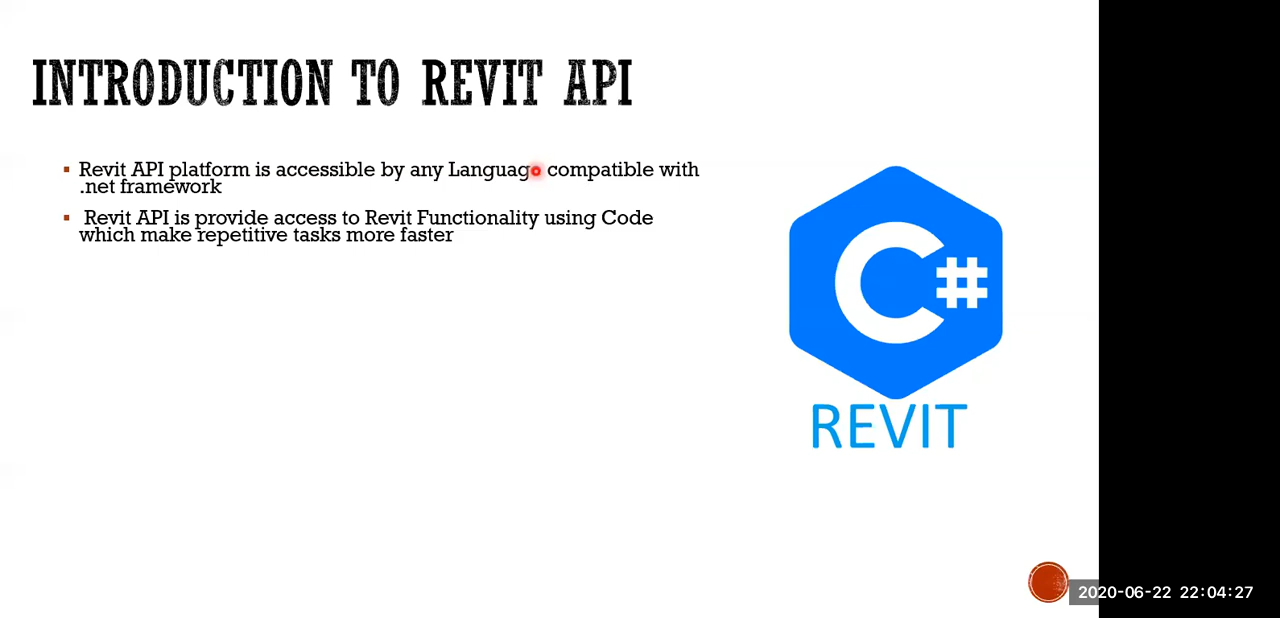 INTRODUCTION TO REVIT API
Revit API platform is accessible by any Language compatible with
.net framework
Revit API is provide access to Revit Functionality using Code
which make repetitive tasks more faster
C#
REVIT
2020-06-22 22:04:27